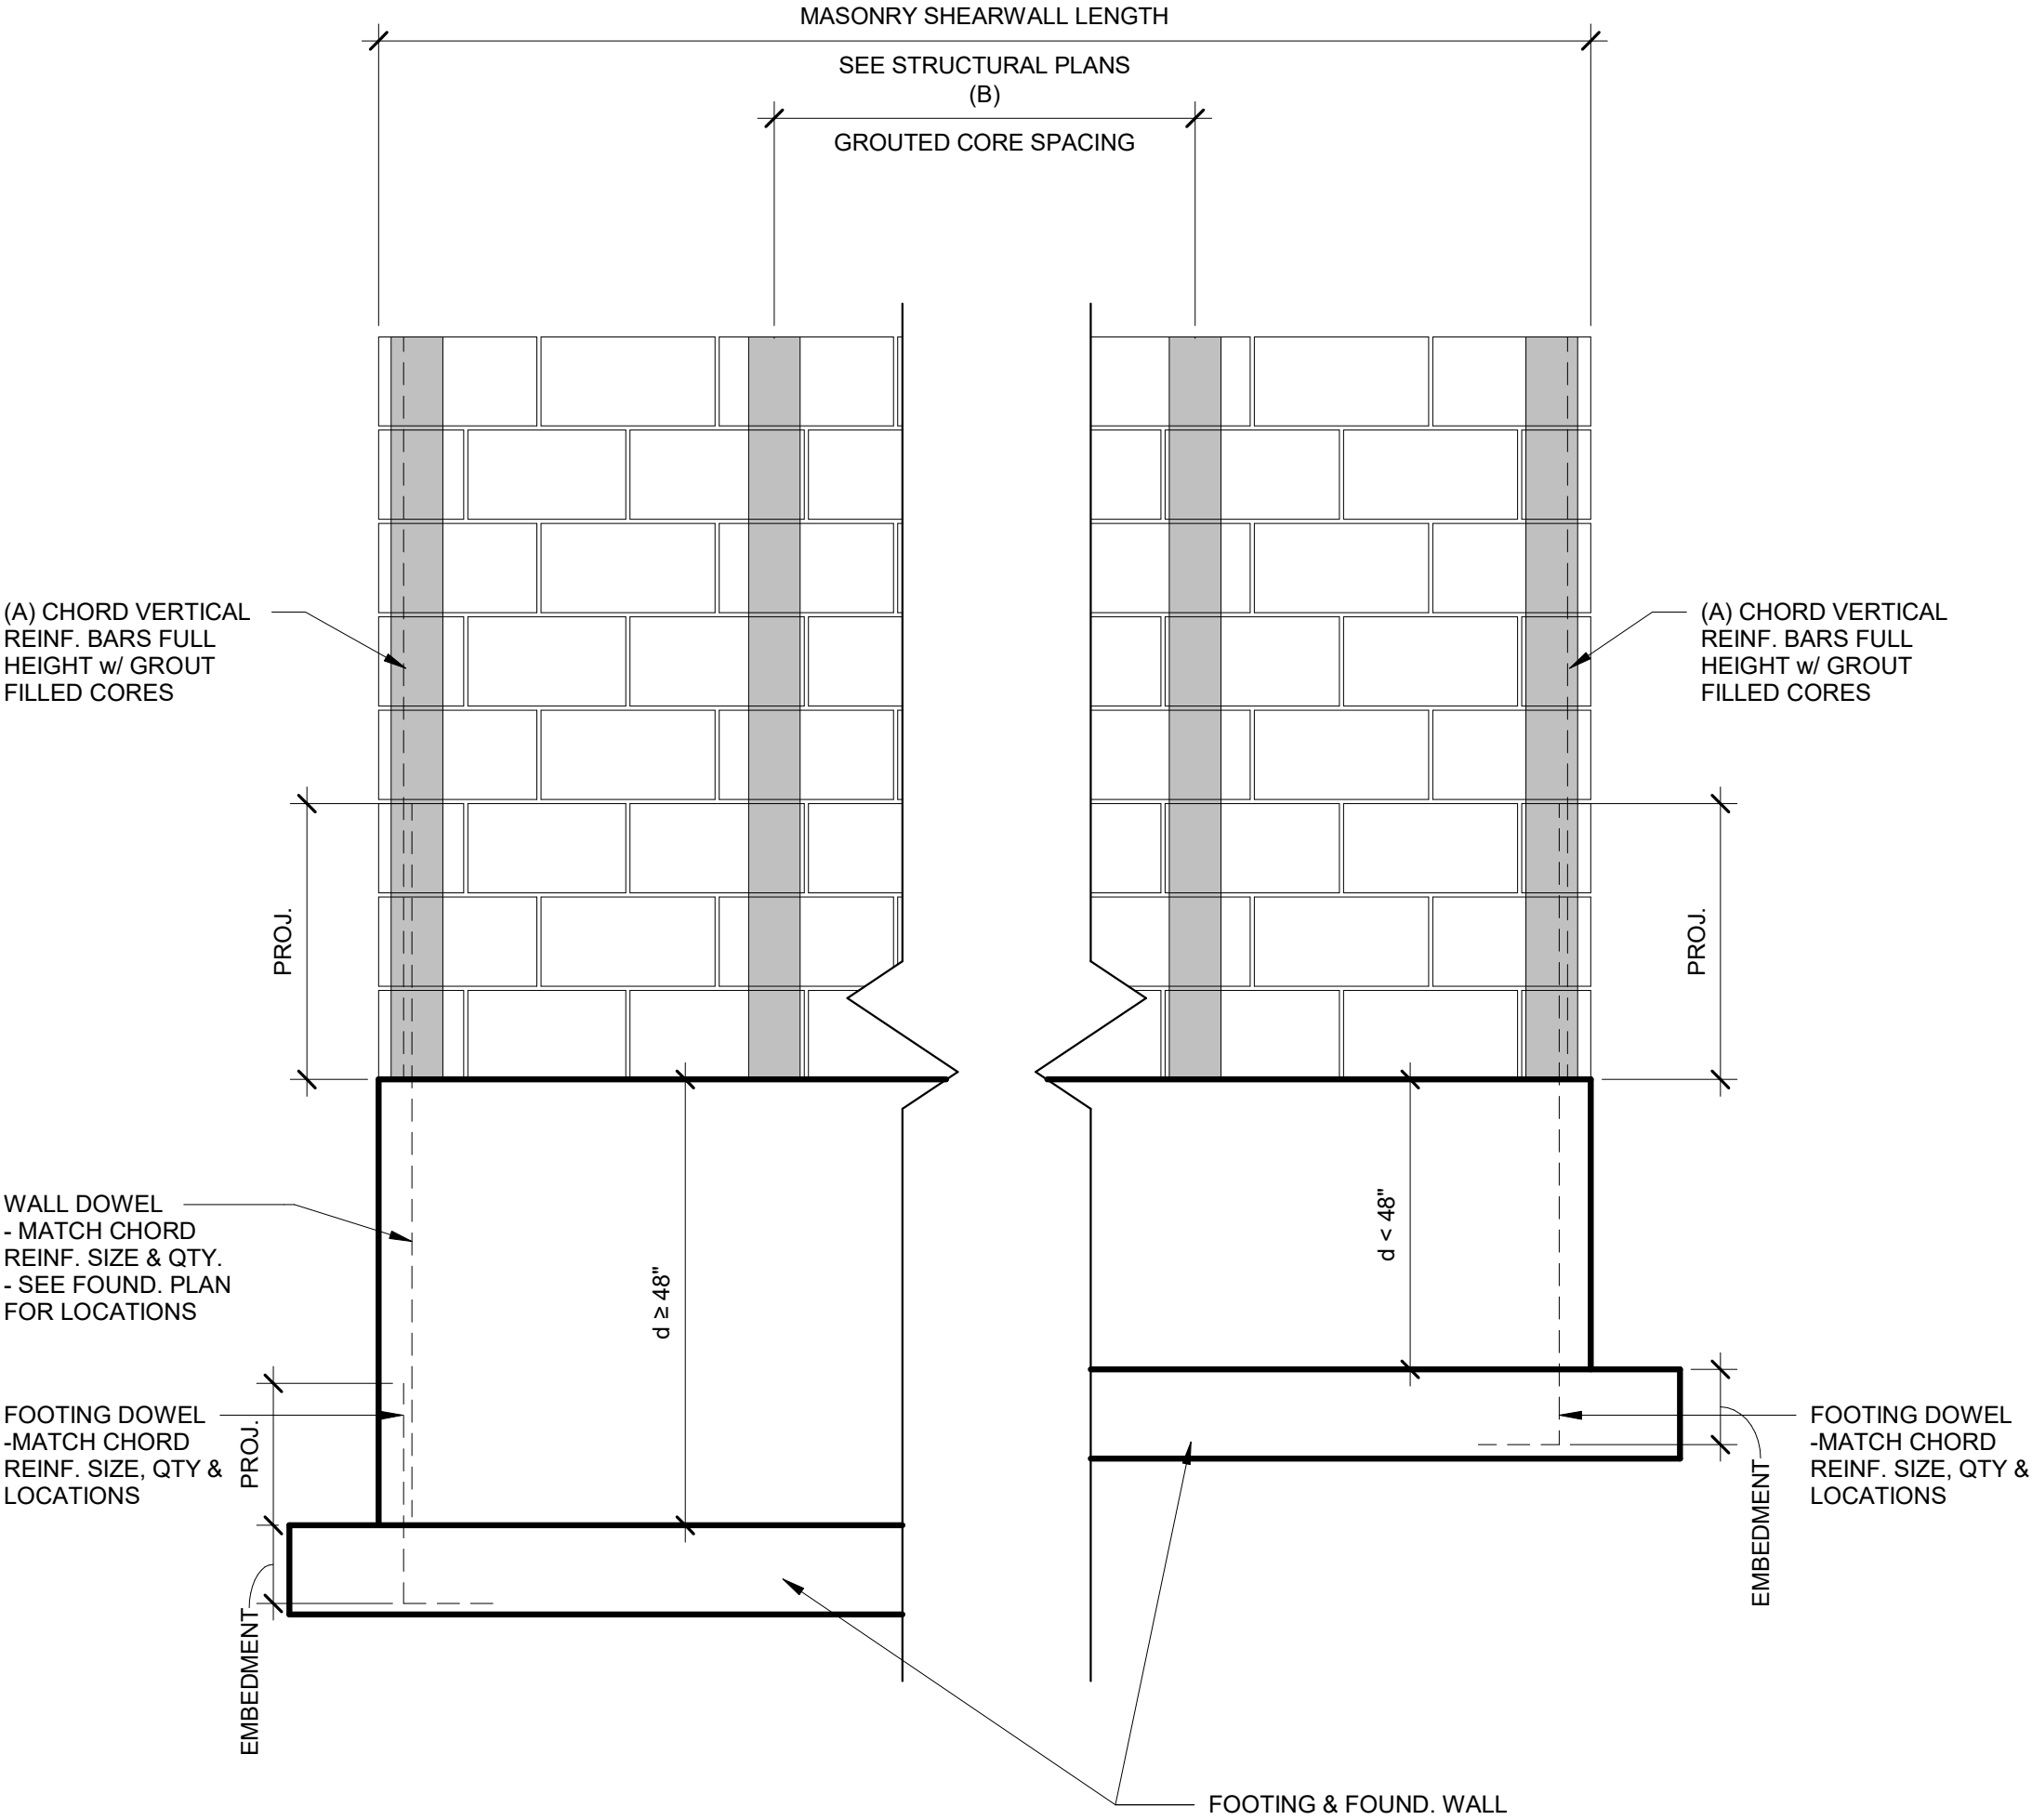 MASONRY SHEARWALL LENGTH
SEE STRUCTURAL PLANS
(B)
GROUTED CORE SPACING
(A) CHORD VERTICAL
REINF. BARS FULL
HEIGHT w/ GROUT
FILLED CORES
(A) CHORD VERTICAL
REINF. BARS FULL
HEIGHT w/ GROUT
FILLED CORES
PROJ.
PROJ.
WALL DOWEL
- MATCH CHORD
REINF. SIZE & QTY.
- SEE FOUND. PLAN
FOR LOCATIONS
d ≥ 48"
d < 48"
FOOTING DOWEL
-MATCH CHORD
REINF. SIZE, QTY &
LOCATIONS
PROJ.
EMBEDMENT
FOOTING DOWEL
-MATCH CHORD
REINF. SIZE, QTY &
LOCATIONS
EMBEDMENT
FOOTING & FOUND. WALL